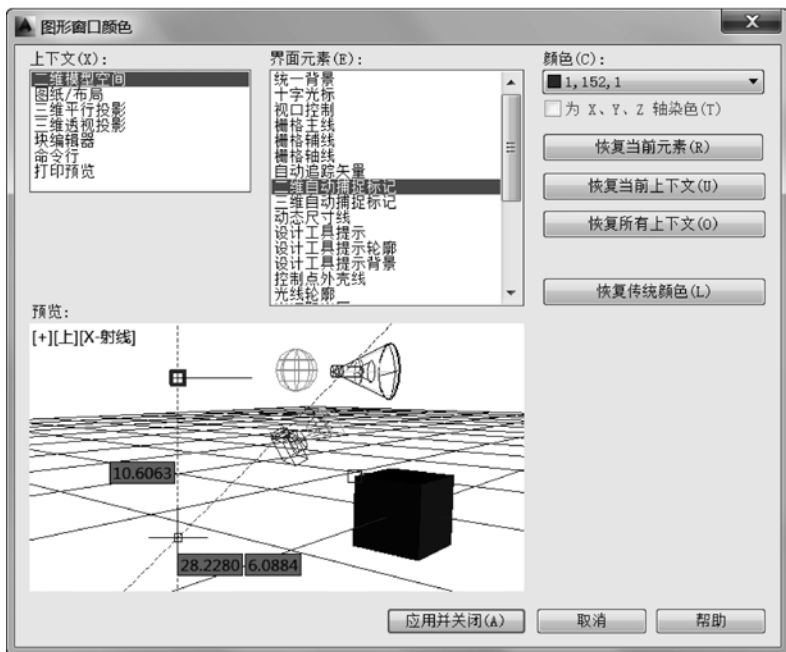 图形窗口颜色
上下文(X):
二维模型空间
图纸/布局
三维平行投影
三维透视投影
块编辑器
命令行
打印预览
界面元素(E):
统一背景
十字光标
视口控制
栅格主线
栅格辅线
栅格轴线
自动追踪矢量
二维自动捕捉标记
三维自动捕捉标记
动态尺寸线
设计工具提示
设计工具提示轮廓
设计工具提示背景
控制点外壳线
光线轮廓
颜色(C):
1,152,1
为 X、Y、Z 轴染色(T)
恢复当前元素(R)
恢复当前上下文(U)
恢复所有上下文(O)
恢复传统颜色(L)
预览:
[+][上][X-射线]
10.6063
28.2280 6.0884
应用并关闭(A)
取消
帮助